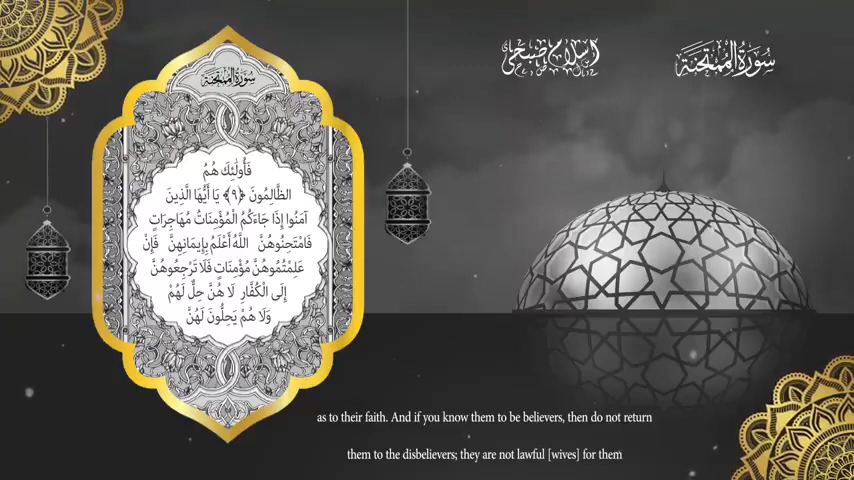 اسلام صبحي
سُورَةُ الْمُمْتَحِنَة
سُورَةُ الْمُمْتَحِنَة
فَأُولَٰئِكَ هُمُ
الظَّالِمُونَ ﴿٩﴾ يَا أَيُّهَا الَّذِينَ
آمَنُوا إِذَا جَاءَكُمُ الْمُؤْمِنَاتُ مُهَاجِرَاتٍ
فَامْتَحِنُوهُنَّ اللَّهُ أَعْلَمُ بِإِيمَانِهِنَّ فَإِنْ
عَلِمْتُمُوهُنَّ مُؤْمِنَاتٍ فَلَا تَرْجِعُوهُنَّ
إِلَى الْكُفَّارِ لَا هُنَّ حِلٌّ لَهُمْ
وَلَا هُمْ يَحِلُّونَ لَهُنَّ
as to their faith. And if you know them to be believers, then do not return
them to the disbelievers; they are not lawful [wives] for them